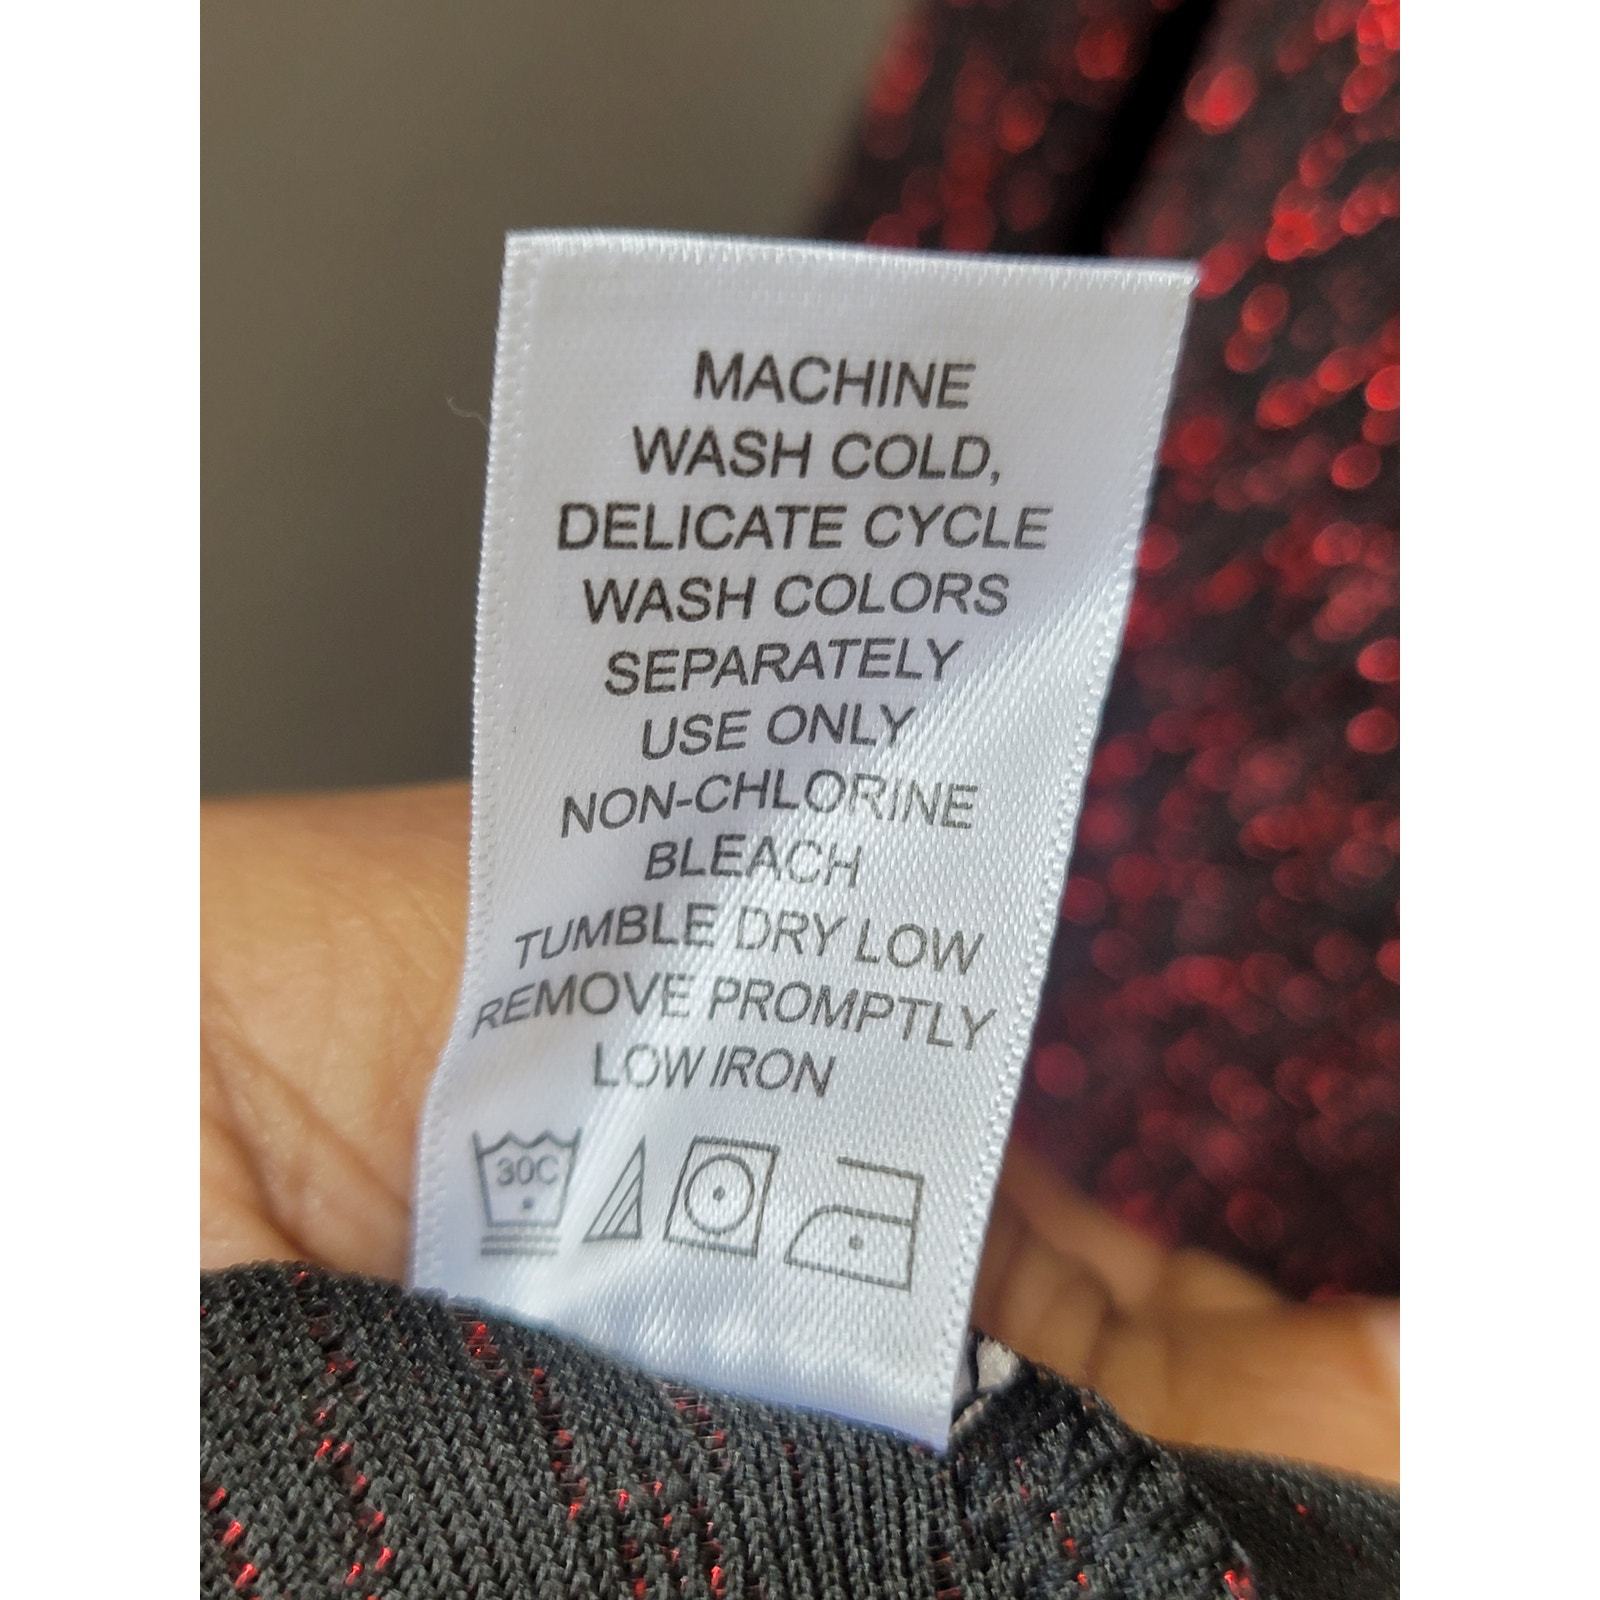 MACHINE
WASH COLD,
DELICATE CYCLE
WASH COLORS
SEPARATELY
USE ONLY
NON-CHLORINE
BLEACH
TUMBLE DRY LOW
REMOVE PROMPTLY
LOW IRON
30C